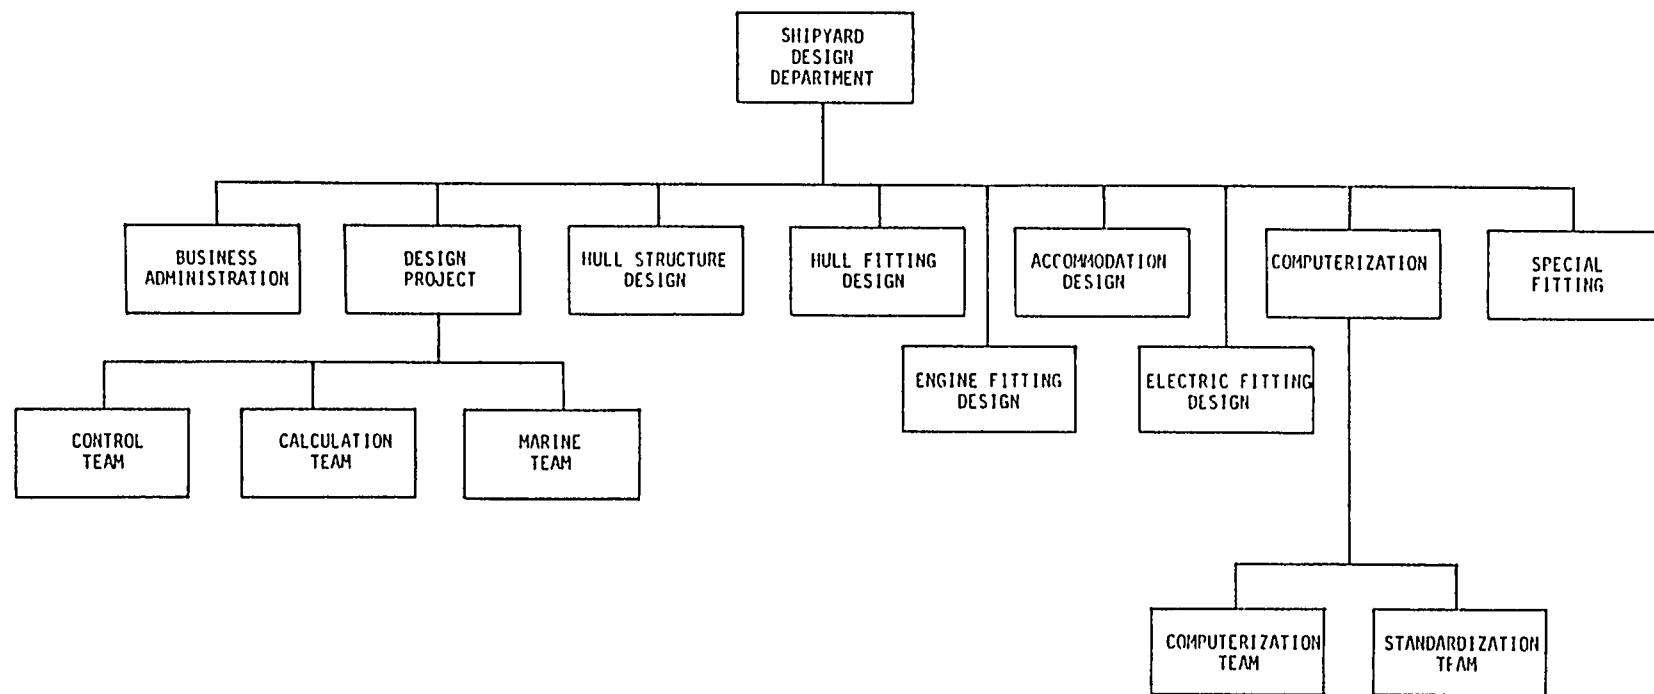 SHIPYARD
DESIGN
DEPARTMENT
BUSINESS
ADMINISTRATION
DESIGN
PROJECT
HULL STRUCTURE
DESIGN
HULL FITTING
DESIGN
ACCOMMODATION
DESIGN
COMPUTERIZATION
SPECIAL
FITTING
ENGINE FITTING
DESIGN
ELECTRIC FITTING
DESIGN
CONTROL
TEAM
CALCULATION
TEAM
MARINE
TEAM
COMPUTERIZATION
TEAM
STANDARDIZATION
TEAM